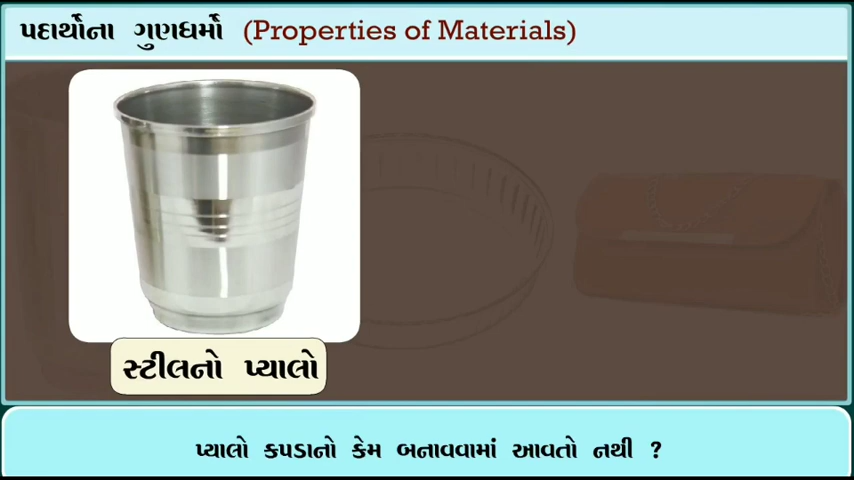 પદાર્થોના ગુણધર્મો (Properties of Materials)
સ્ટીલનો પ્યાલો
પ્યાલો કપડાનો કેમ બનાવવામાં આવતો નથી ?